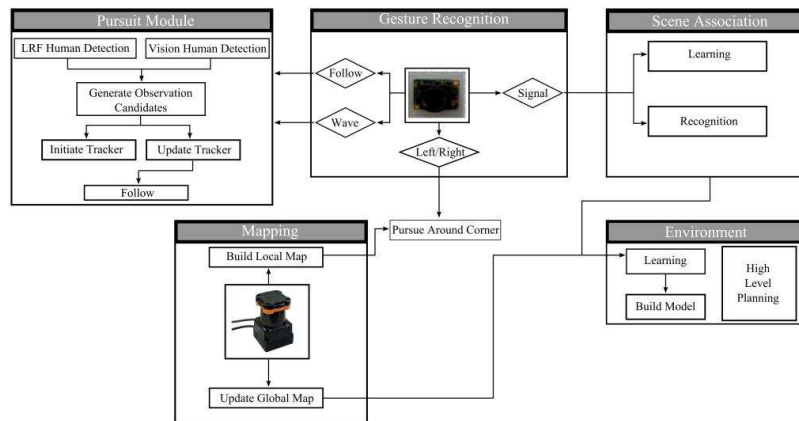 Pursuit Module
LRF Human Detection
Vision Human Detection
Generate Observation
Candidates
Initiate Tracker
Update Tracker
Follow
Gesture Recognition
Follow
Wave
Signal
Left/Right
Scene Association
Learning
Recognition
Pursue Around Corner
Mapping
Build Local Map
Update Global Map
Environment
Learning
Build Model
High
Level
Planning